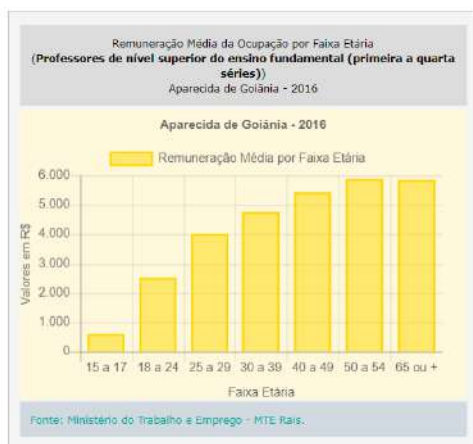 Remuneração Média da Ocupação por Faixa Etária
(Professores de nível superior do ensino fundamental (primeira a quarta
séries))
Aparecida de Goiânia - 2016
Aparecida de Goiânia - 2016
Remuneração Média por Faixa Etária
Valores em R$
6.000
5.000
4.000
3.000
2.000
1.000
0
15 a 17 18 a 24 25 a 29 30 a 39 40 a 49 50 a 54 65 ou +
Faixa Etária
Fonte: Ministério do Trabalho e Emprego - MTE Rais.